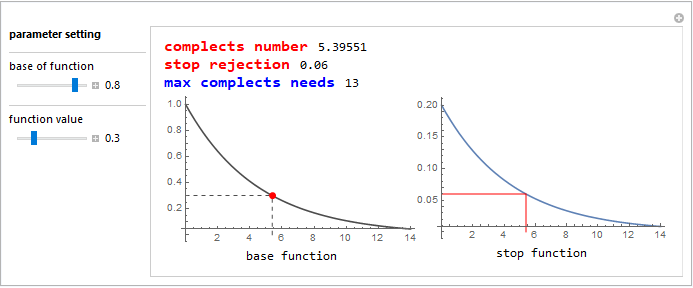 parameter setting
base of function
0.8
function value
0.3
complects number 5.39551
stop rejection 0.06
max complects needs 13
1.0
0.8
0.6
0.4
0.2
2 4 6 8 10 12 14
base function
0.20
0.15
0.10
0.05
0 2 4 6 8 10 12 14
stop function